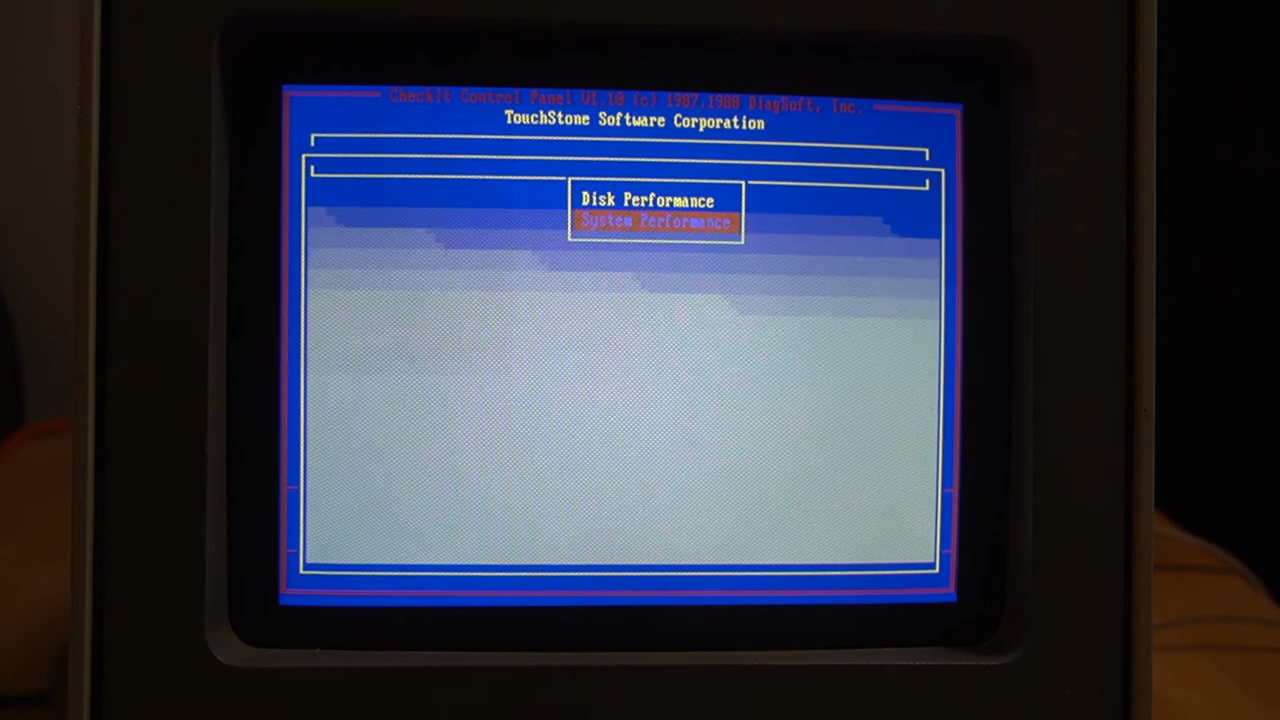 CheckIt Control Panel V1.10 (c) 1987,1988 DiagSoft, Inc.
TouchStone Software Corporation
Disk Performance
System Performance